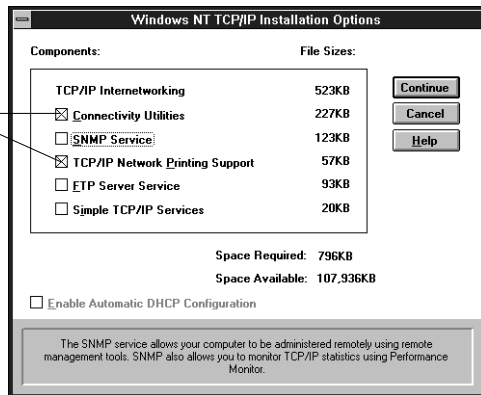 Windows NT TCP/IP Installation Options
Components: File Sizes:
TCP/IP Internetworking 523KB
Connectivity Utilities 227KB
SNMP Service 123KB
TCP/IP Network Printing Support 57KB
FTP Server Service 93KB
Simple TCP/IP Services 20KB
Continue
Cancel
Help
Space Required: 796KB
Space Available: 107,936KB
Enable Automatic DHCP Configuration
The SNMP service allows your computer to be administered remotely using remote
management tools. SNMP also allows you to monitor TCP/IP statistics using Performance
Monitor.